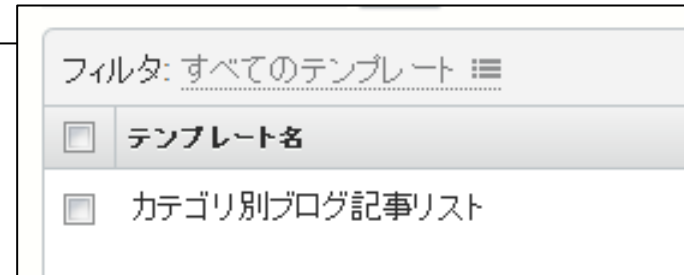 フィルタ: すべてのテンプレート
テンプレート名
カテゴリ別ブログ記事リスト